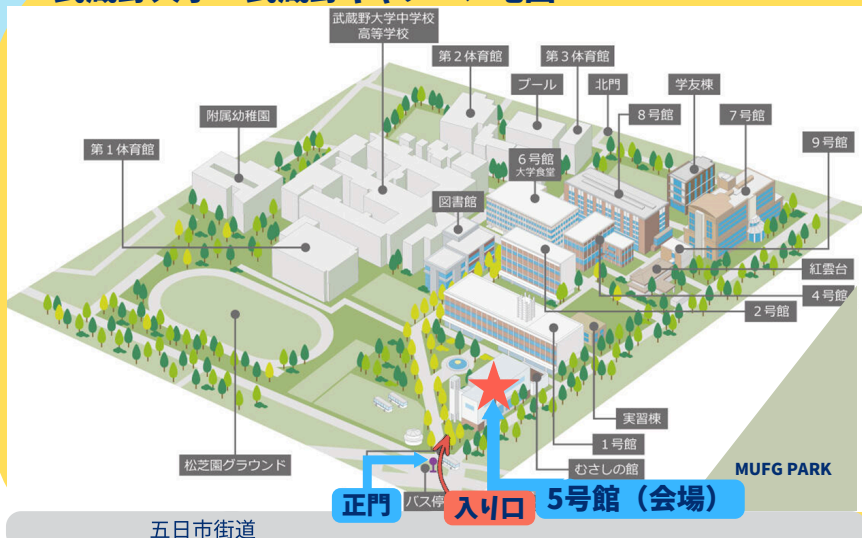 武蔵野大学中学校
高等学校
第2体育館
第3体育館
プール
北門
学友棟
附属幼稚園
8号館
7号館
第1体育館
6号館
大学食堂
9号館
図書館
紅雲台
4号館
2号館
実習棟
1号館
松芝園グラウンド
むさしの館
MUFG PARK
正門
バス停
入り口
5号館(会場)
五日市街道